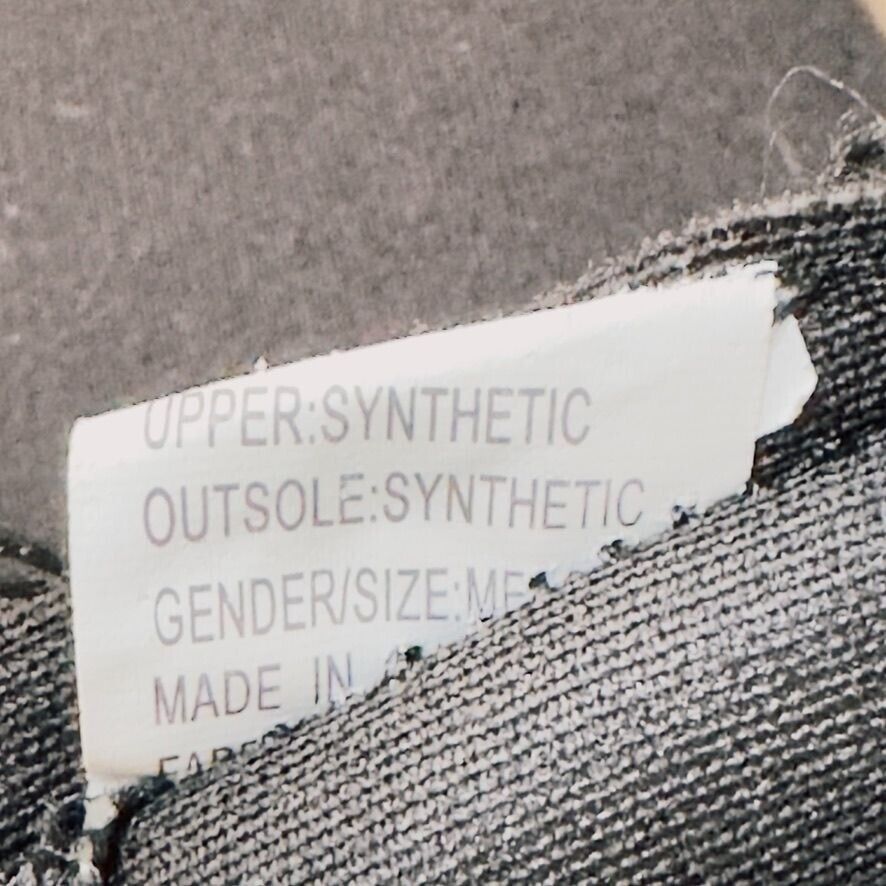 UPPER:SYNTHETIC
OUTSOLE:SYNTHETIC
GENDER/SIZE:ME
MADE IN